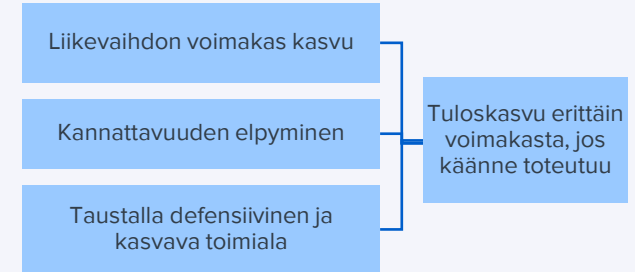 Liikevaihdon voimakas kasvu
Kannattavuuden elpyminen
Taustalla defensiivinen ja
kasvava toimiala
Tuloskasvu erittäin
voimakasta, jos
käänne toteutuu